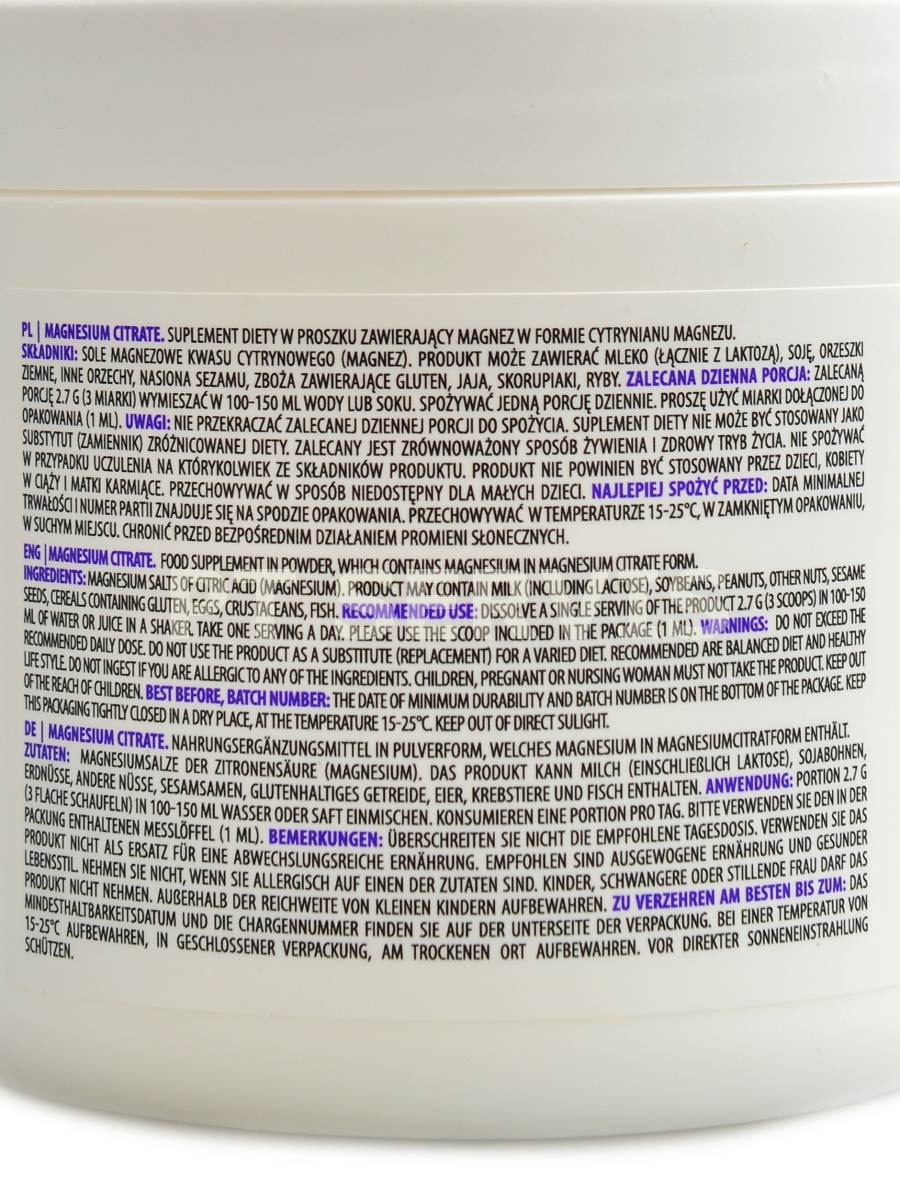 PL | MAGNESIUM CITRATE. SUPLEMENT DIETY W PROSZKU ZAWIERAJĄCY MAGNEZ W FORMIE CYTRYNIANU MAGNEZU.
SKŁADNIKI: SOLE MAGNEZOWE KWASU CYTRYNOWEGO (MAGNEZ). PRODUKT MOŻE ZAWIERAĆ MLEKO (ŁĄCZNIE Z LAKTOZĄ), SOJĘ, ORZESZKI
ZIEMNE, INNE ORZECHY, NASIONA SEZAMU, ZBOŻA ZAWIERAJĄCE GLUTEN, JAJA, SKORUPIAKI, RYBY. ZALECANA DZIENNA PORCJA: ZALECANĄ
PORCJĘ 2.7 G (3 MIARKI) WYMIESZAĆ W 100-150 ML WODY LUB SOKU. SPOŻYWAĆ JEDNĄ PORCJĘ DZIENNIE. PROSZĘ UŻYĆ MIARKI DOŁĄCZONEJ DO
OPAKOWANIA (1 ML). UWAGI: NIE PRZEKRACZAĆ ZALECANEJ DZIENNEJ PORCJI DO SPOŻYCIA. SUPLEMENT DIETY NIE MOŻE BYĆ STOSOWANY JAKO
SUBSTYTUT (ZAMIENNIK) ZRÓŻNICOWANEJ DIETY. ZALECANY JEST ZRÓWNOWAŻONY SPOSÓB ŻYWIENIA I ZDROWY TRYB ŻYCIA. NIE SPOŻYWAĆ
W PRZYPADKU UCZULENIA NA KTÓRYKOLWIEK ZE SKŁADNIKÓW PRODUKTU. PRODUKT NIE POWINIEN BYĆ STOSOWANY PRZEZ DZIECI, KOBIETY
W CIĄŻY I MATKI KARMIĄCE. PRZECHOWYWAĆ W SPOSÓB NIEDOSTĘPNY DLA MAŁYCH DZIECI. NAJLEPIEJ SPOŻYĆ PRZED: DATA MINIMALNEJ
TRWAŁOŚCI I NUMER PARTII ZNAJDUJE SIĘ NA SPODZIE OPAKOWANIA. PRZECHOWYWAĆ W TEMPERATURZE 15-25°C, W ZAMKNIĘTYM OPAKOWANIU,
W SUCHYM MIEJSCU. CHRONIĆ PRZED BEZPOŚREDNIM DZIAŁANIEM PROMIENI SŁONECZNYCH.
ENG | MAGNESIUM CITRATE. FOOD SUPPLEMENT IN POWDER, WHICH CONTAINS MAGNESIUM IN MAGNESIUM CITRATE FORM.
INGREDIENTS: MAGNESIUM SALTS OF CITRIC ACID (MAGNESIUM). PRODUCT MAY CONTAIN MILK (INCLUDING LACTOSE), SOYBEANS, PEANUTS, OTHER NUTS, SESAME
SEEDS, CEREALS CONTAINING GLUTEN, EGGS, CRUSTACEANS, FISH. RECOMMENDED USE: DISSOLVE A SINGLE SERVING OF THE PRODUCT 2.7 G (3 SCOOPS) IN 100-150
ML OF WATER OR JUICE IN A SHAKER. TAKE ONE SERVING A DAY. PLEASE USE THE SCOOP INCLUDED IN THE PACKAGE (1 ML). WARNINGS: DO NOT EXCEED THE
RECOMMENDED DAILY DOSE. DO NOT USE THE PRODUCT AS A SUBSTITUTE (REPLACEMENT) FOR A VARIED DIET. RECOMMENDED ARE BALANCED DIET AND HEALTHY
LIFE STYLE. DO NOT INGEST IF YOU ARE ALLERGIC TO ANY OF THE INGREDIENTS. CHILDREN, PREGNANT OR NURSING WOMAN MUST NOT TAKE THE PRODUCT. KEEP OUT
OF THE REACH OF CHILDREN. BEST BEFORE, BATCH NUMBER: THE DATE OF MINIMUM DURABILITY AND BATCH NUMBER IS ON THE BOTTOM OF THE PACKAGE. KEEP
THIS PACKAGING TIGHTLY CLOSED IN A DRY PLACE, AT THE TEMPERATURE 15-25°C. KEEP OUT OF DIRECT SULIGHT.
DE | MAGNESIUM CITRATE. NAHRUNGSERGÄNZUNGSMITTEL IN PULVERFORM, WELCHES MAGNESIUM IN MAGNESIUMCITRATFORM ENTHÄLT.
ZUTATEN: MAGNESIUMSALZE DER ZITRONENSÄURE (MAGNESIUM). DAS PRODUKT KANN MILCH (EINSCHLIEßLICH LAKTOSE), SOJABOHNEN,
ERDNÜSSE, ANDERE NÜSSE, SESAMSAMEN, GLUTENHALTIGES GETREIDE, EIER, KREBSTIERE UND FISCH ENTHALTEN. ANWENDUNG: PORTION 2.7 G
(3 FLACHE SCHAUFELN) IN 100-150 ML WASSER ODER SAFT EINMISCHEN. KONSUMIEREN EINE PORTION PRO TAG. BITTE VERWENDEN SIE DEN IN DER
PACKUNG ENTHALTENEN MESSLÖFFEL (1 ML). BEMERKUNGEN: ÜBERSCHREITEN SIE NICHT DIE EMPFOHLENE TAGESDOSIS. VERWENDEN SIE DAS
PRODUKT NICHT ALS ERSATZ FÜR EINE ABWECHSLUNGSREICHE ERNÄHRUNG. EMPFOHLEN SIND AUSGEWOGENE ERNÄHRUNG UND GESUNDER
LEBENSSTIL. NEHMEN SIE NICHT, WENN SIE ALLERGISCH AUF EINEN DER ZUTATEN SIND. KINDER, SCHWANGERE ODER STILLENDE FRAU DARF DAS
PRODUKT NICHT NEHMEN. AUßERHALB DER REICHWEITE VON KLEINEN KINDERN AUFBEWAHREN. ZU VERZEHREN AM BESTEN BIS ZUM: DAS
MINDESTHALTBARKEITSDATUM UND DIE CHARGENNUMMER FINDEN SIE AUF DER UNTERSEITE DER VERPACKUNG. BEI EINER TEMPERATUR VON
15-25°C AUFBEWAHREN, IN GESCHLOSSENER VERPACKUNG, AM TROCKENEN ORT AUFBEWAHREN. VOR DIREKTER SONNENEINSTRAHLUNG
SCHÜTZEN.